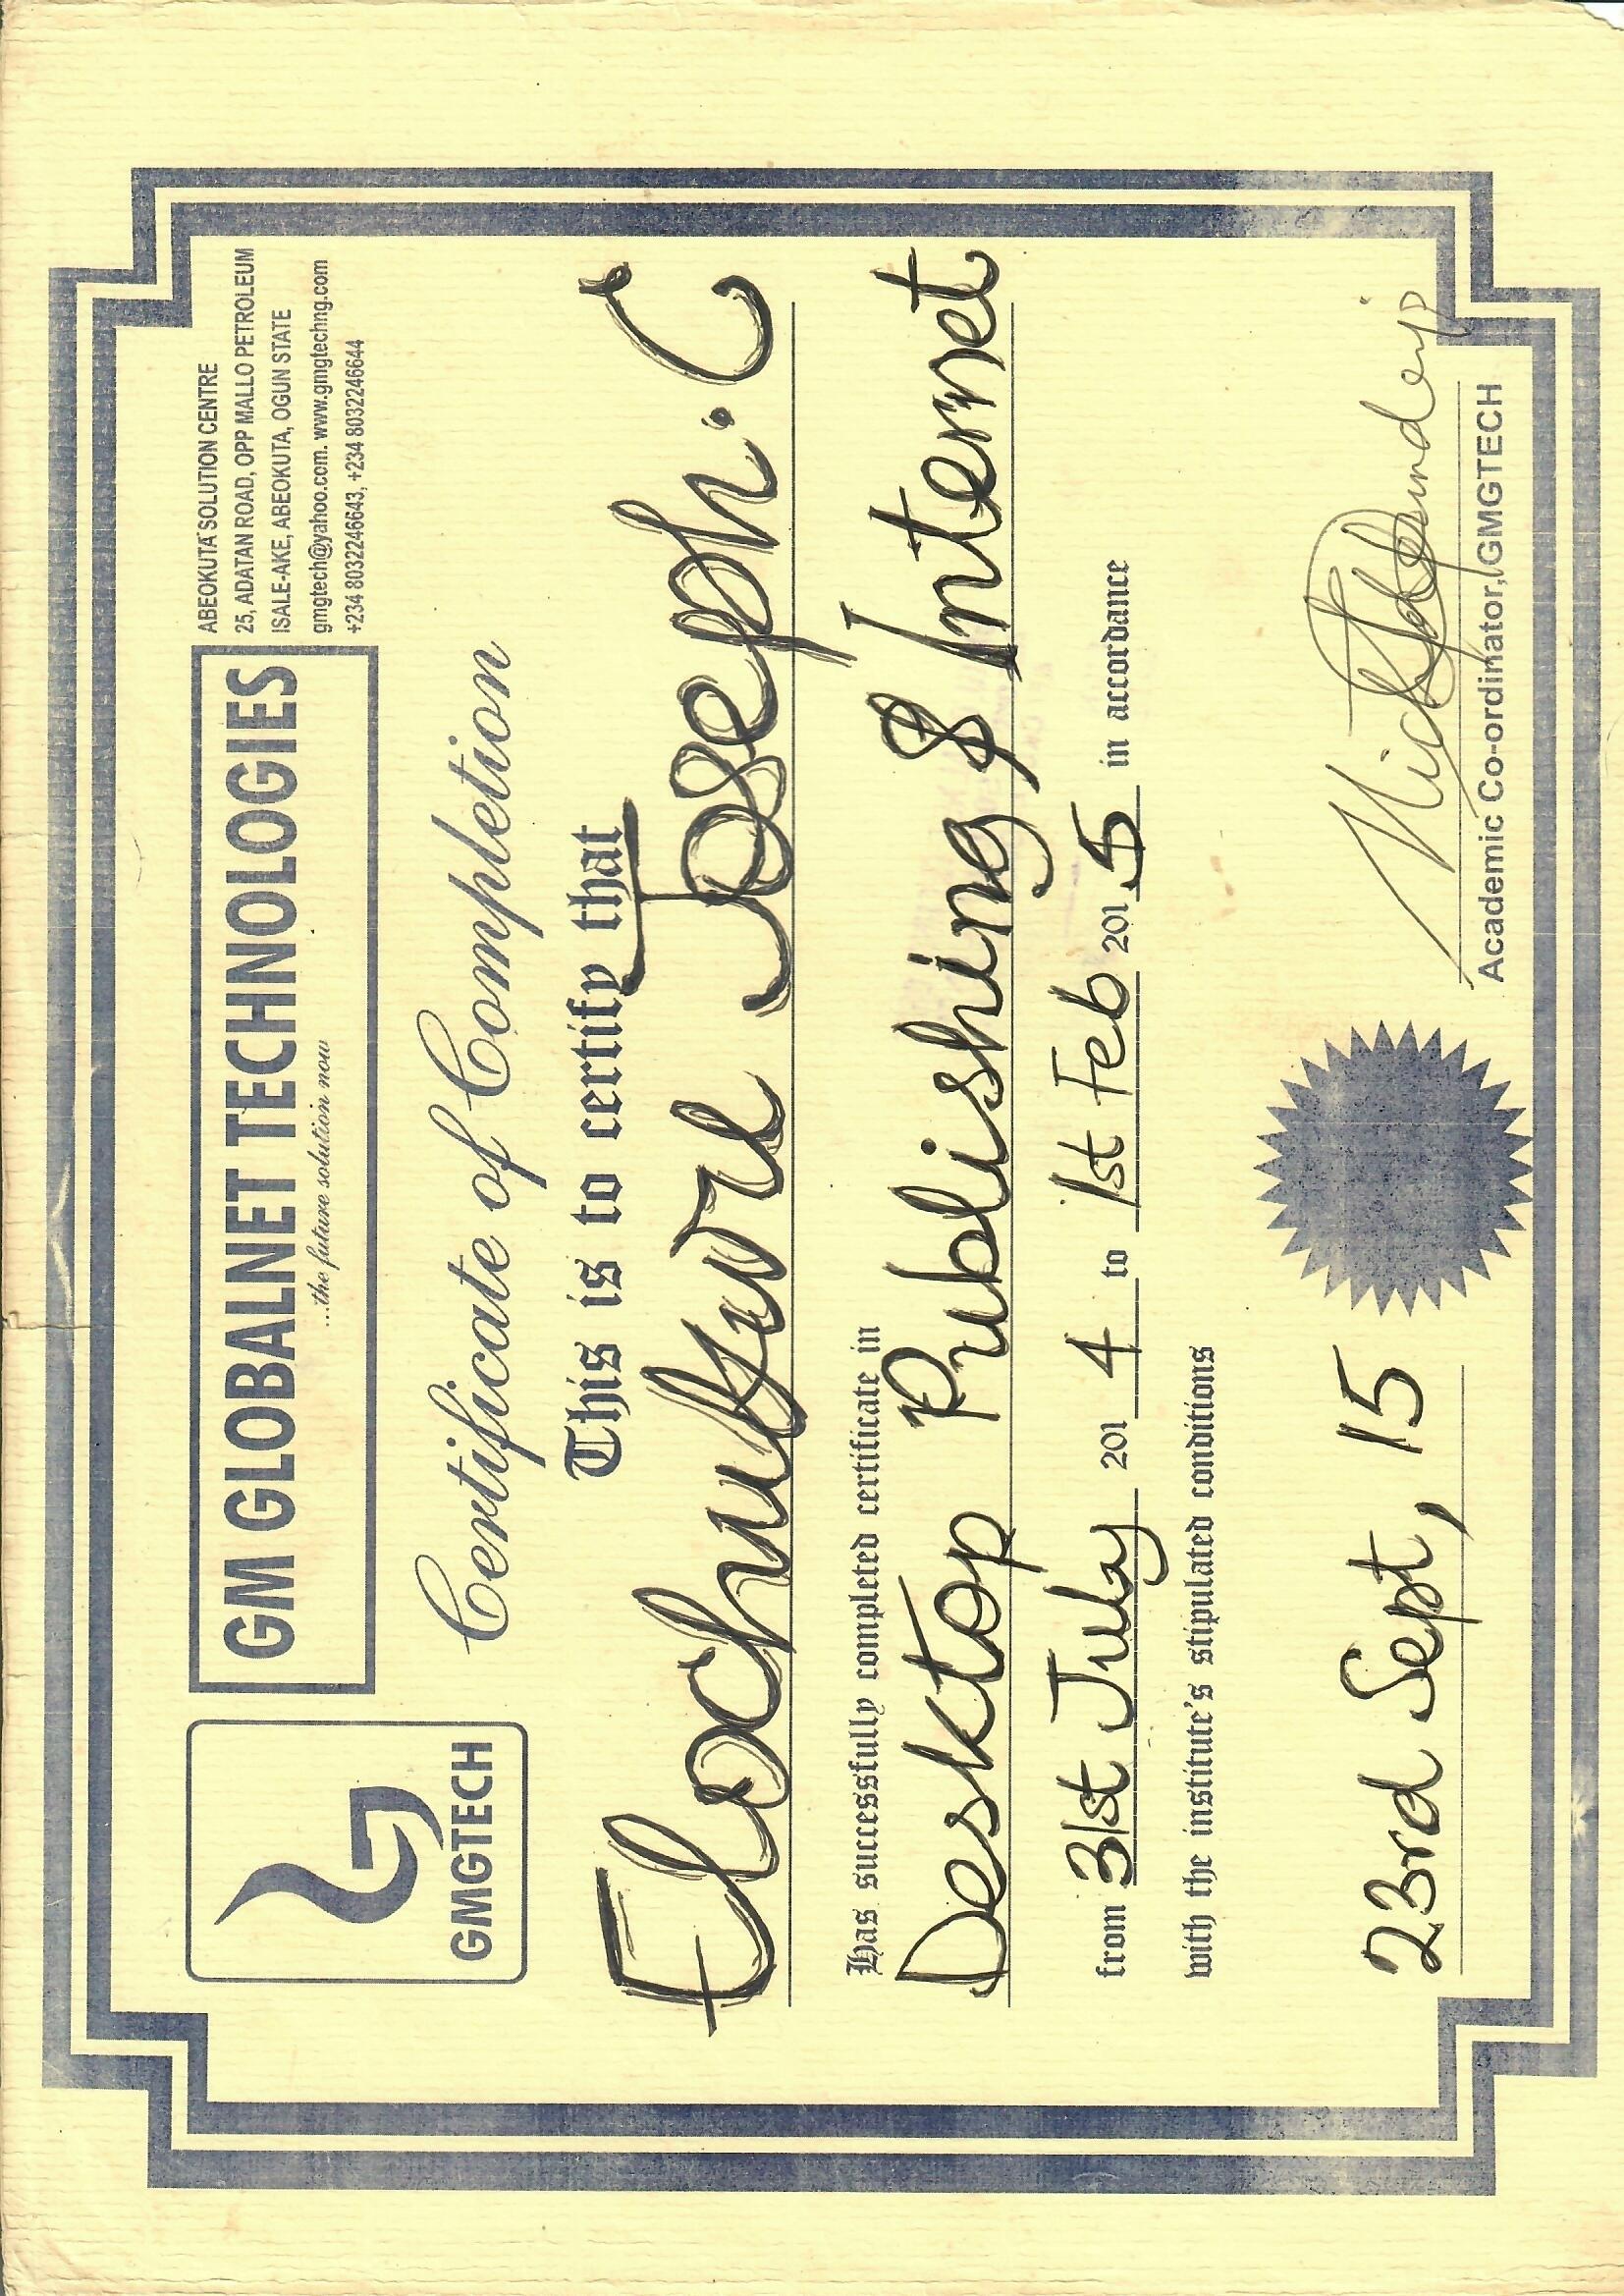 GMGTECH
GM GLOBALNET TECHNOLOGIES
...the future solution now
ABEOKUTA SOLUTION CENTRE
25, ADATAN ROAD, OPP MALLO PETROLEUM
ISALE-AKE, ABEOKUTA, OGUN STATE
gmgtech@yahoo.com. www.gmgtechng.com
+234 8032246643, +234 8032246644
Certificate of Completion
This is to certify that
Elochukwu Joseph. C
Has successfully completed certificate in
Desktop Publishing & Internet
from 31st July 2014 to 1st Feb 2015 in accordance
with the institute's stipulated conditions
23rd Sept, 15
Academic Co-ordinator, GMGTECH